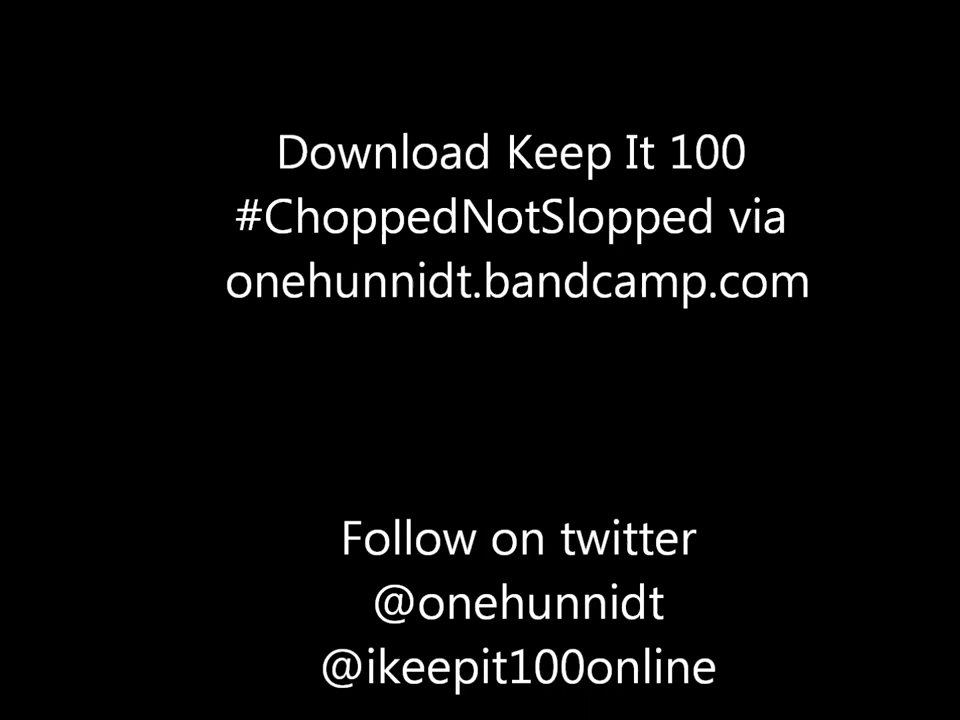 Download Keep It 100
#ChoppedNotSlopped via
onehunnidt.bandcamp.com
Follow on twitter
@onehunnidt
@ikeepit100online